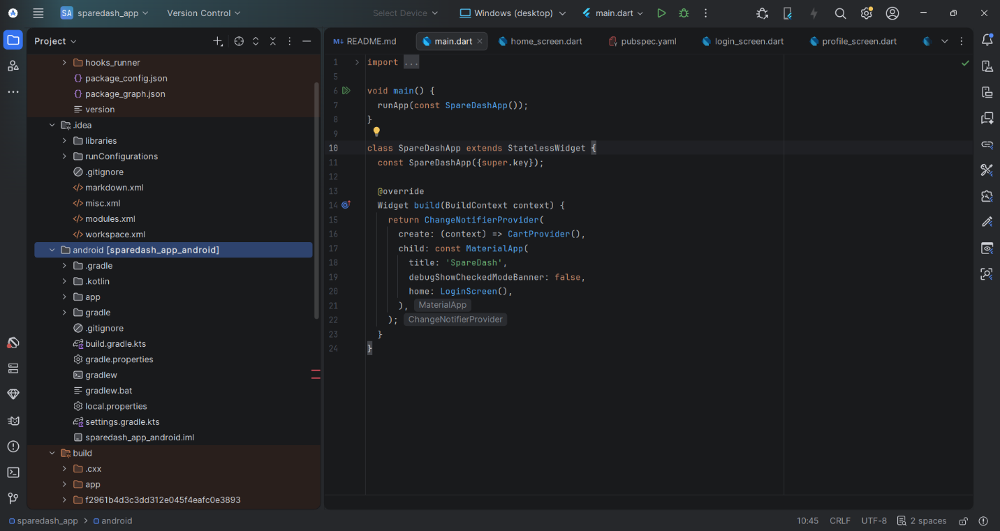 SA sparedash_app Version Control Select Device Windows (desktop) main.dart
Project
hooks_runner
package_config.json
package_graph.json
version
.idea
libraries
runConfigurations
.gitignore
markdown.xml
misc.xml
modules.xml
workspace.xml
android [sparedash_app_android]
.gradle
.kotlin
app
gradle
.gitignore
build.gradle.kts
gradle.properties
gradlew
gradlew.bat
local.properties
settings.gradle.kts
sparedash_app_android.iml
build
.cxx
app
f2961b4d3c3dd312e045f4eafc0e3893
M↓ README.md main.dart home_screen.dart pubspec.yaml login_screen.dart profile_screen.dart
1 import ...
5
6 void main() {
7 runApp(const SpareDashApp());
8 }
9
10 class SpareDashApp extends StatelessWidget {
11 const SpareDashApp({super.key});
12
13 @override
14 Widget build(BuildContext context) {
15 return ChangeNotifierProvider(
16 create: (context) => CartProvider(),
17 child: const MaterialApp(
18 title: 'SpareDash',
19 debugShowCheckedModeBanner: false,
20 home: LoginScreen(),
21 ), MaterialApp
22 ); ChangeNotifierProvider
23 }
24 }
sparedash_app > android 10:45 CRLF UTF-8 2 spaces